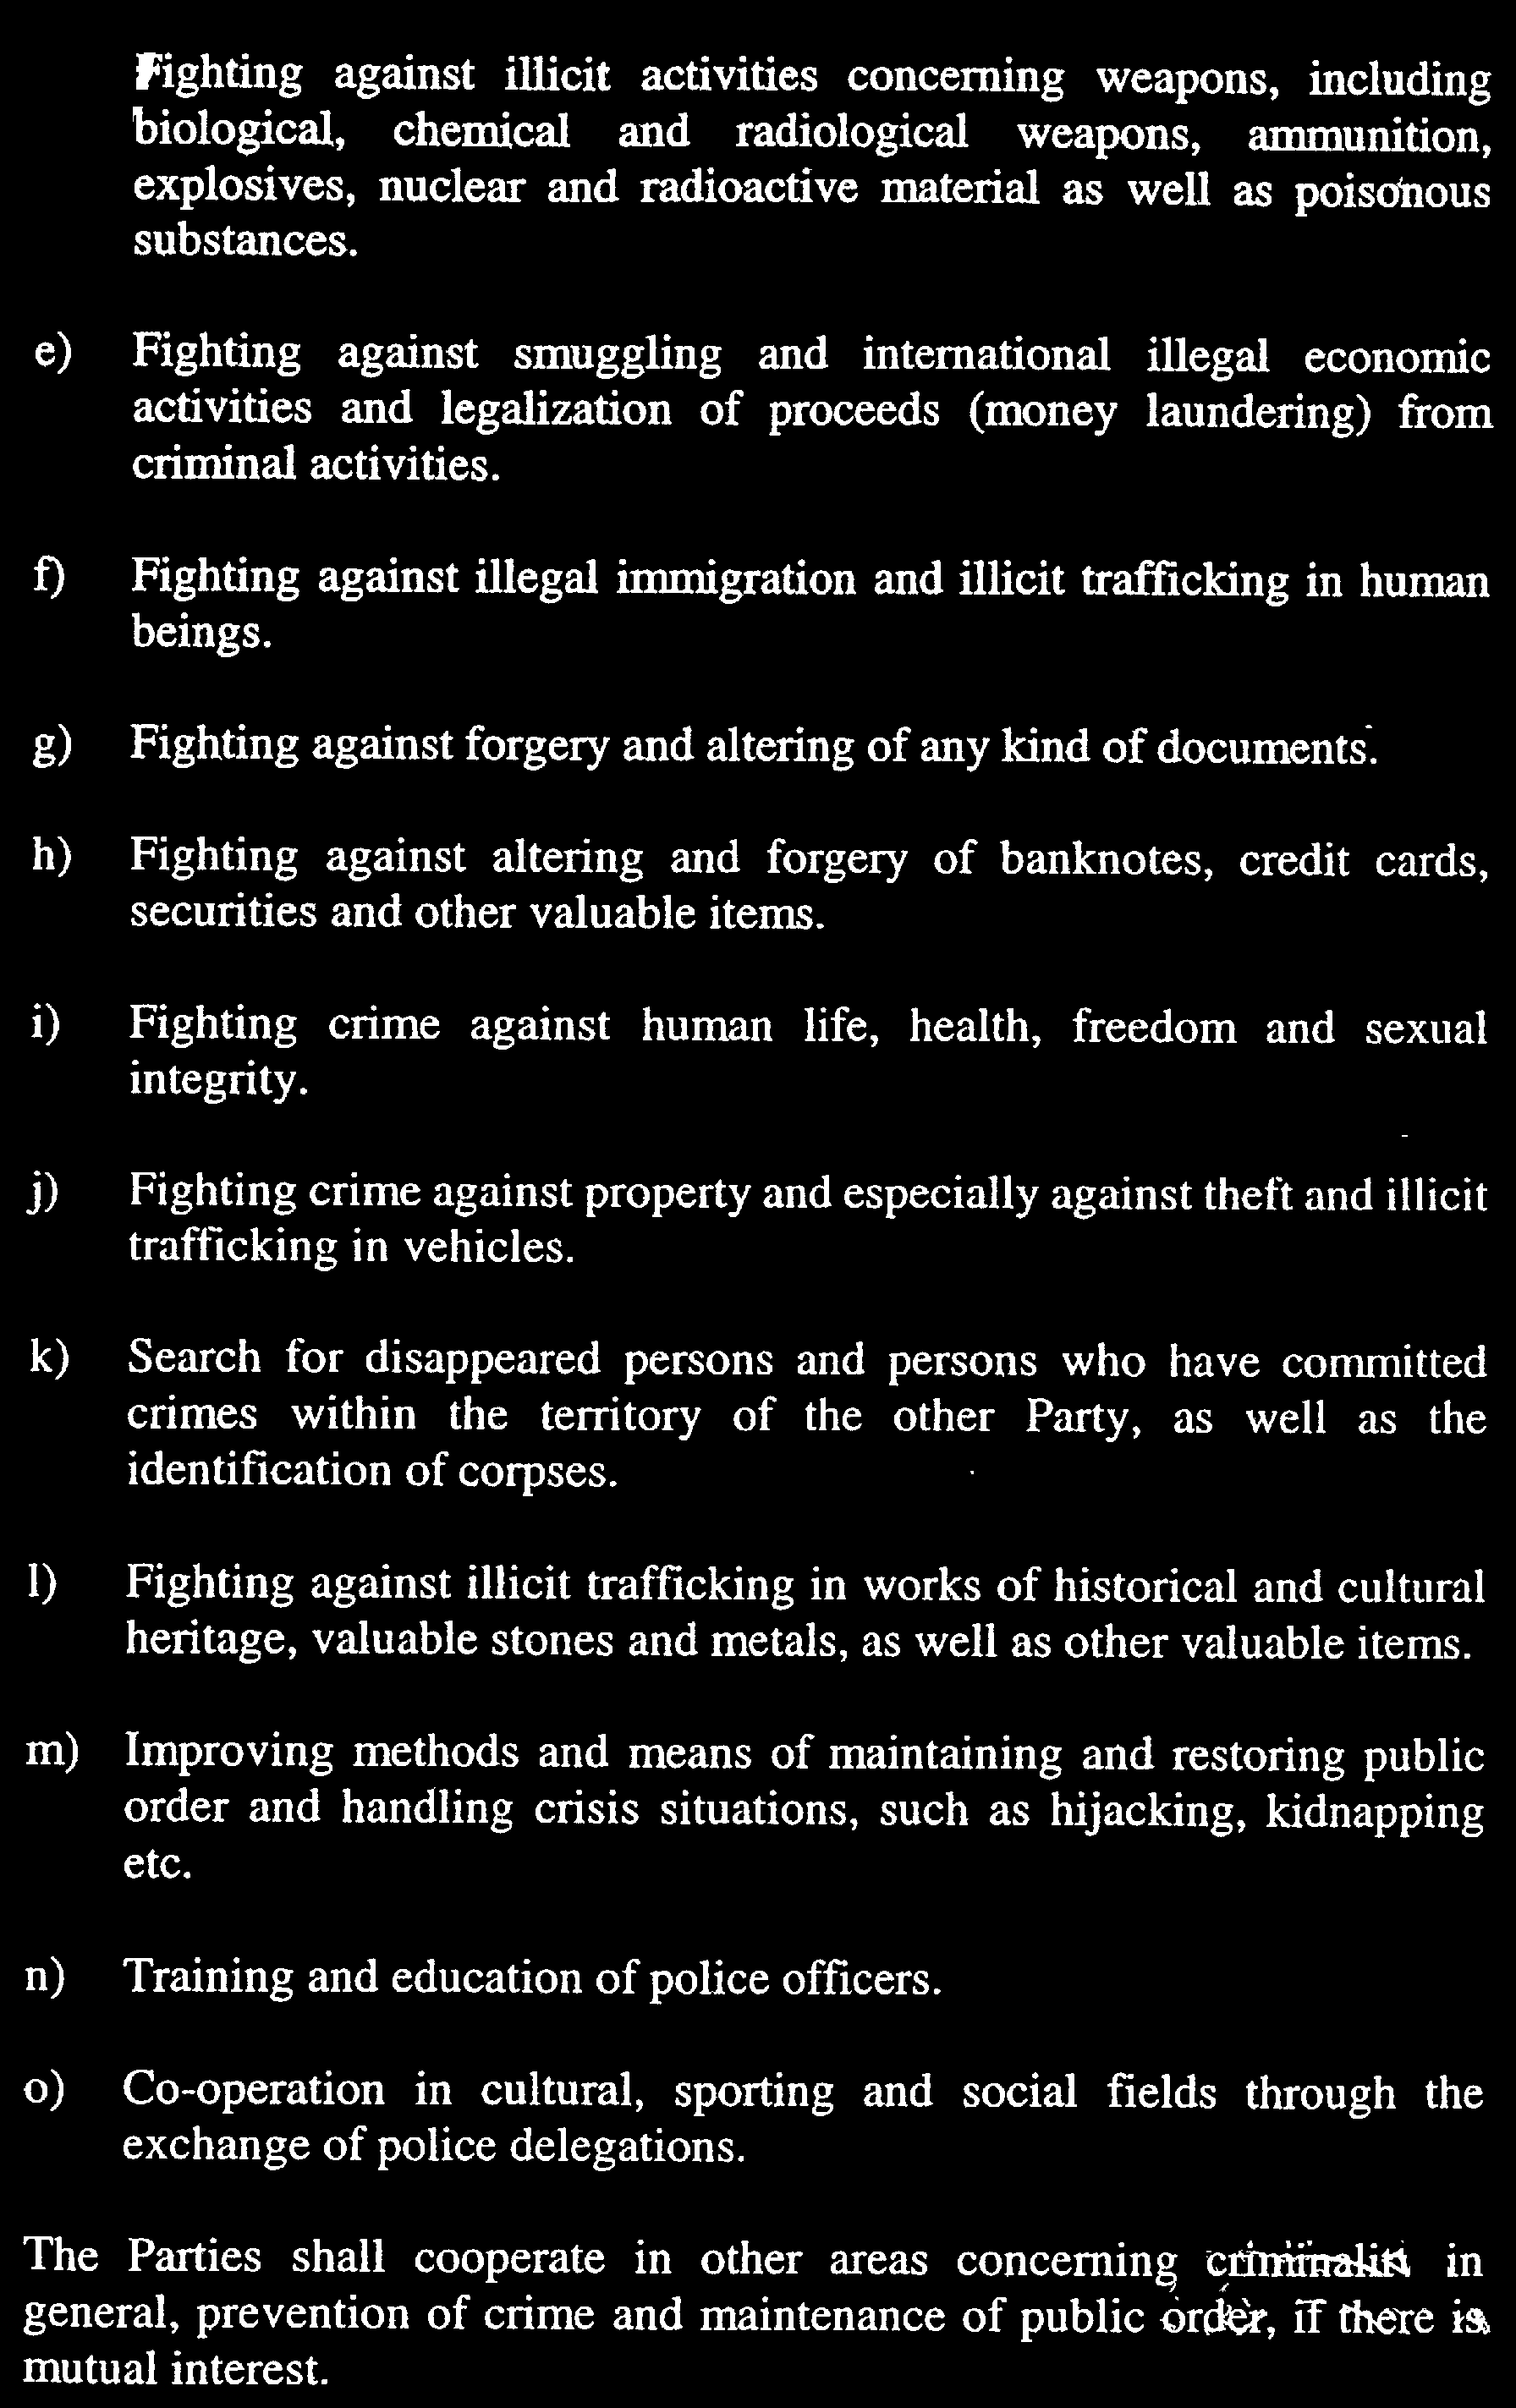 Fighting against illicit activities concerning weapons, including
biological, chemical and radiological weapons, ammunition,
explosives, nuclear and radioactive material as well as poisonous
substances.
e) Fighting against smuggling and international illegal economic
activities and legalization of proceeds (money laundering) from
criminal activities.
f) Fighting against illegal immigration and illicit trafficking in human
beings.
g) Fighting against forgery and altering of any kind of documents.
h) Fighting against altering and forgery of banknotes, credit cards,
securities and other valuable items.
i) Fighting crime against human life, health, freedom and sexual
integrity.
j) Fighting crime against property and especially against theft and illicit
trafficking in vehicles.
k) Search for disappeared persons and persons who have committed
crimes within the territory of the other Party, as well as the
identification of corpses.
l) Fighting against illicit trafficking in works of historical and cultural
heritage, valuable stones and metals, as well as other valuable items.
m) Improving methods and means of maintaining and restoring public
order and handling crisis situations, such as hijacking, kidnapping
etc.
n) Training and education of police officers.
o) Co-operation in cultural, sporting and social fields through the
exchange of police delegations.
The Parties shall cooperate in other areas concerning in
general, prevention of crime and maintenance of public order, if there is
mutual interest.